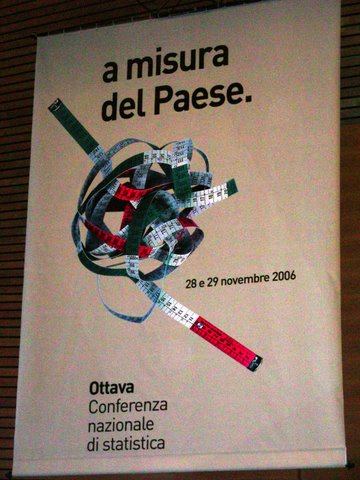 a misura
del Paese.
28 e 29 novembre 2006
Ottava
Conferenza
nazionale
di statistica